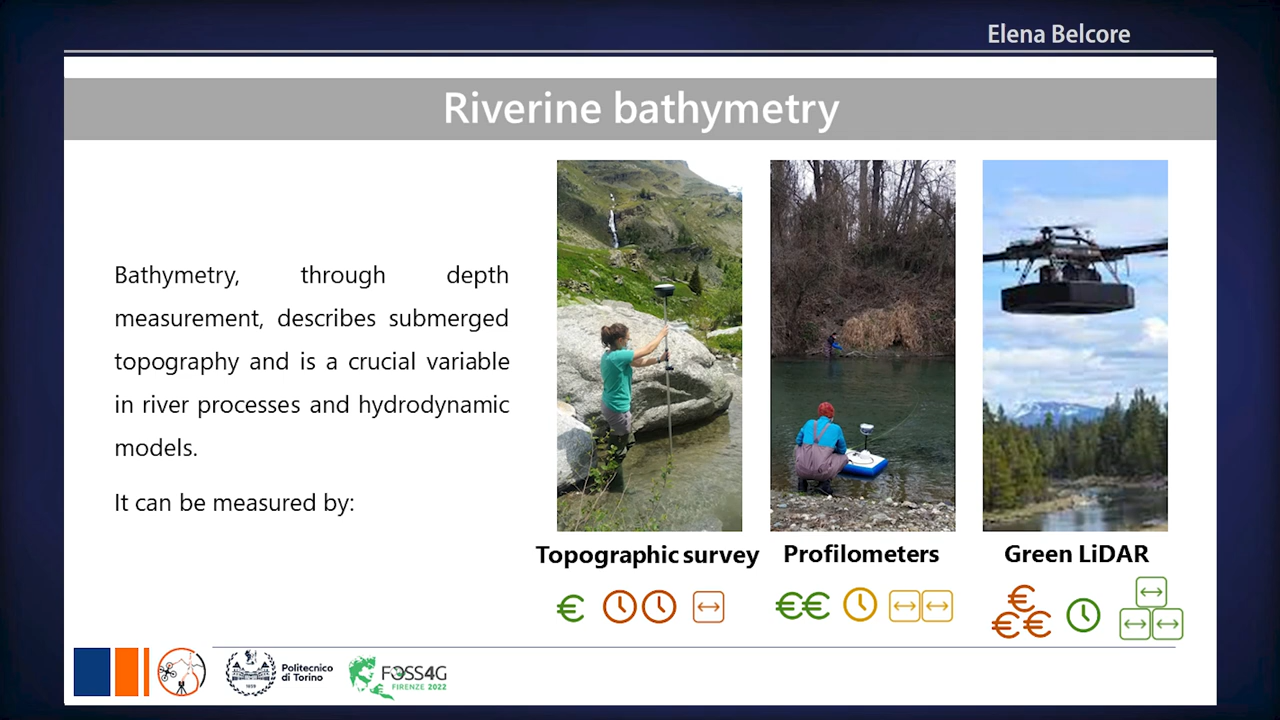 Elena Belcore
Riverine bathymetry
Bathymetry, through depth
measurement, describes submerged
topography and is a crucial variable
in river processes and hydrodynamic
models.
It can be measured by:
Topographic survey
Profilometers
Green LiDAR
€
€€
€
€€
Politecnico
di Torino
FOSS4G
FIRENZE 2022